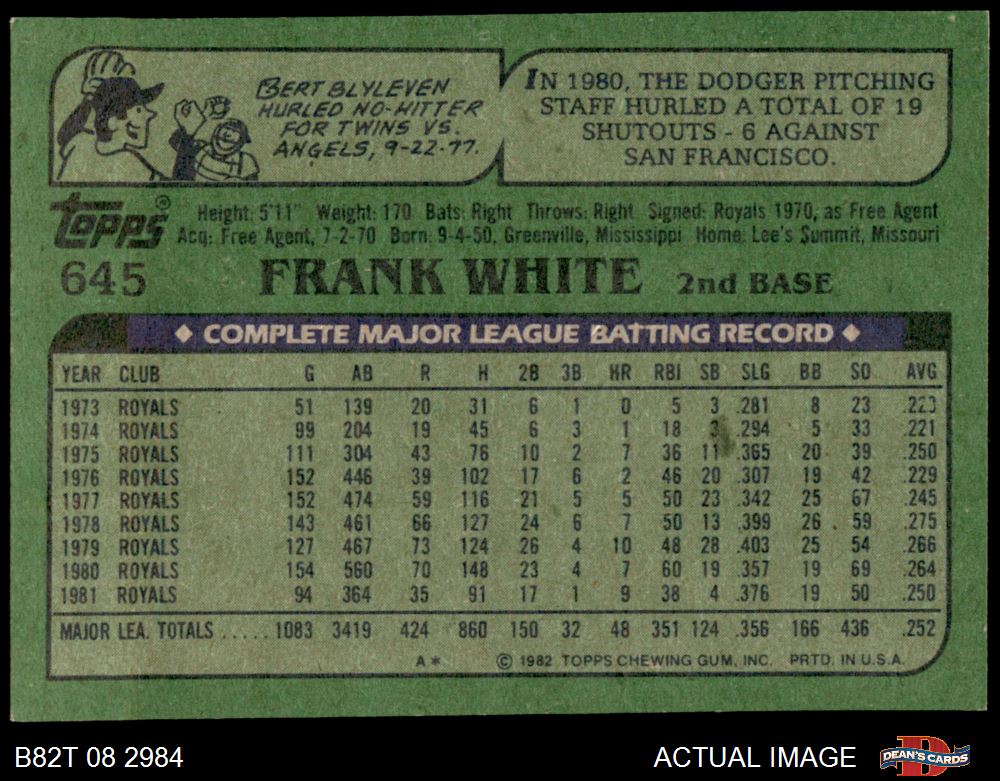 BERT BLYLEVEN
HURLED NO-HITTER
FOR TWINS VS.
ANGELS, 9-22-77.
IN 1980, THE DODGER PITCHING
STAFF HURLED A TOTAL OF 19
SHUTOUTS - 6 AGAINST
SAN FRANCISCO.
Topps®
Height: 5'11" Weight: 170 Bats: Right Throws: Right Signed: Royals 1970, as Free Agent
Acq: Free Agent, 7-2-70 Born: 9-4-50, Greenville, Mississippi Home: Lee's Summit, Missouri
645 FRANK WHITE 2nd BASE
◆ COMPLETE MAJOR LEAGUE BATTING RECORD ◆
YEAR CLUB G AB R H 2B 3B HR RBI SB SLG BB SO AVG
1973 ROYALS 51 139 20 31 6 1 0 5 3 .281 8 23 .223
1974 ROYALS 99 204 19 45 6 3 1 18 3 .294 5 33 .221
1975 ROYALS 111 304 43 76 10 2 7 36 11 .365 20 39 .250
1976 ROYALS 152 446 39 102 17 6 2 46 20 .307 19 42 .229
1977 ROYALS 152 474 59 116 21 5 5 50 23 .342 25 67 .245
1978 ROYALS 143 461 66 127 24 6 7 50 13 .399 26 59 .275
1979 ROYALS 127 467 73 124 26 4 10 48 28 .403 25 54 .266
1980 ROYALS 154 560 70 148 23 4 7 60 19 .357 19 69 .264
1981 ROYALS 94 364 35 91 17 1 9 38 4 .376 19 50 .250
MAJOR LEA. TOTALS ..... 1083 3419 424 860 150 32 48 351 124 .356 166 436 .252
A* © 1982 TOPPS CHEWING GUM, INC. PRTD. IN U.S.A.
B82T 08 2984 ACTUAL IMAGE DEAN'S CARDS